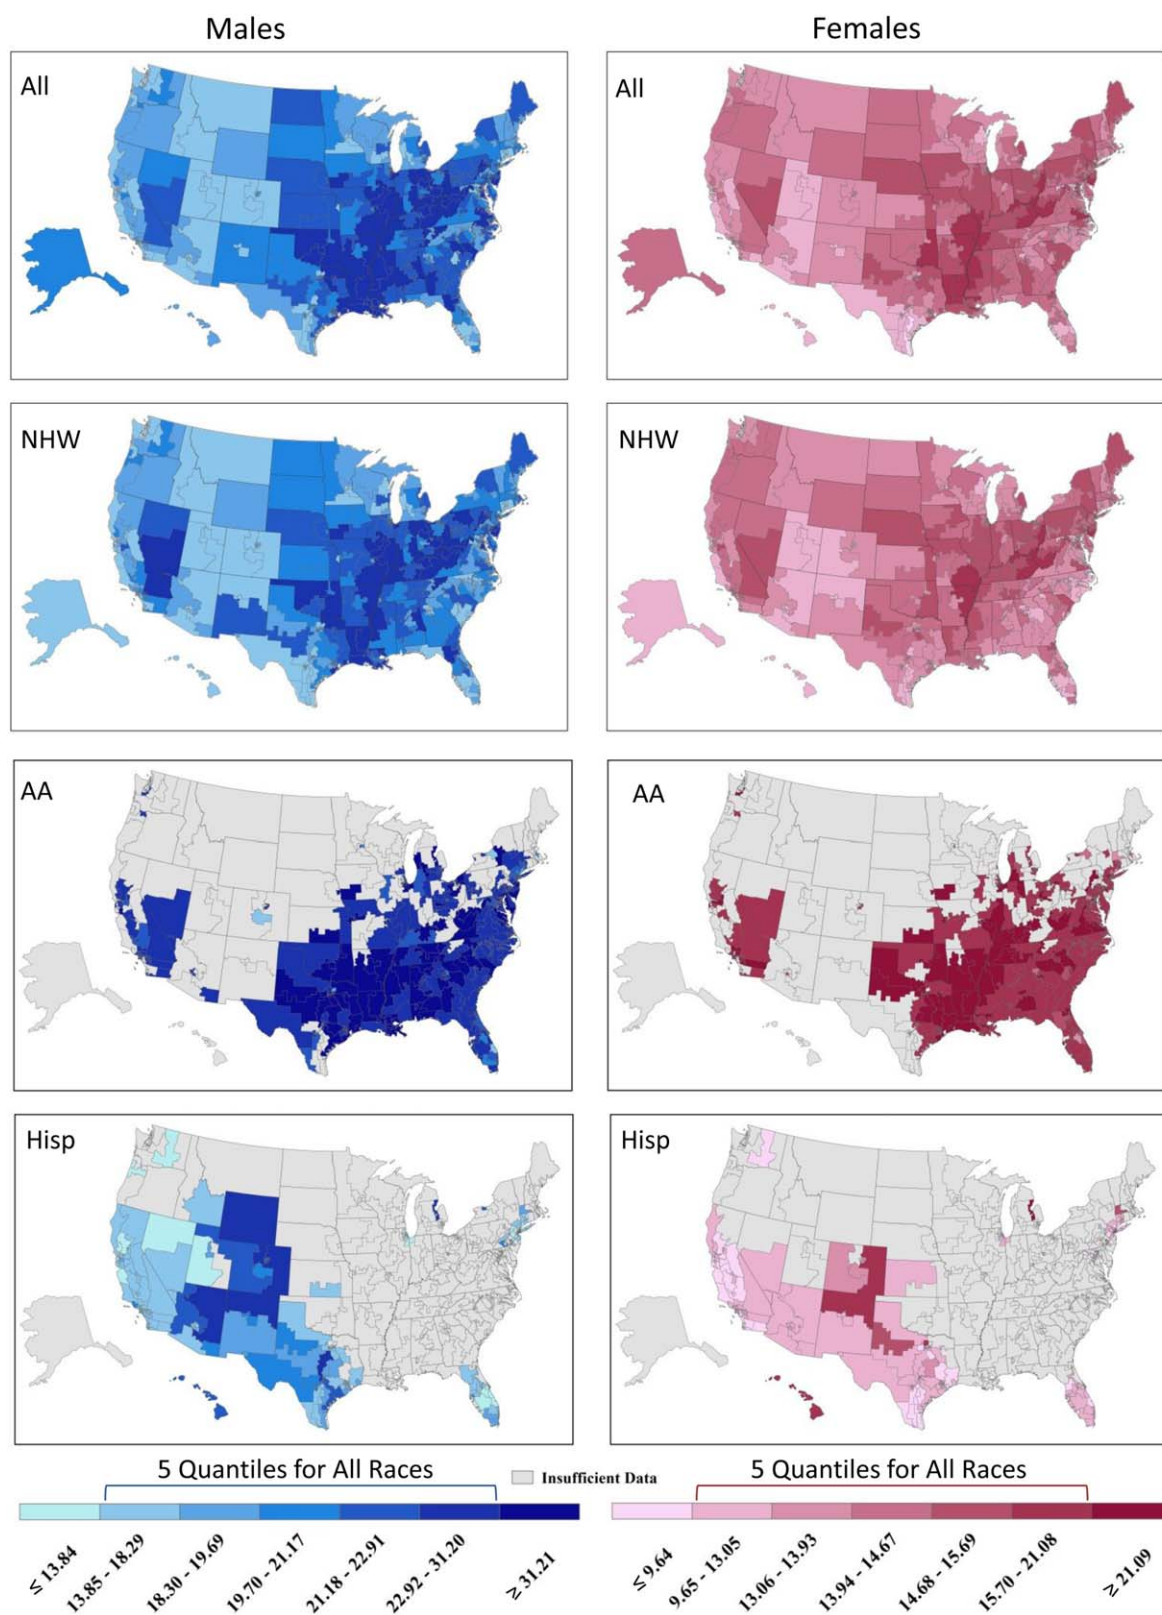 Males
Females
All
All
NHW
NHW
AA
AA
Hisp
Hisp
5 Quantiles for All Races
Insufficient Data
5 Quantiles for All Races
≤ 13.84
13.85 - 18.29
18.30 - 19.69
19.70 - 21.17
21.18 - 22.91
22.92 - 31.20
≥ 31.21
≤ 9.64
9.65 - 13.05
13.06 - 13.93
13.94 - 14.67
14.68 - 15.69
15.70 - 21.08
≥ 21.09